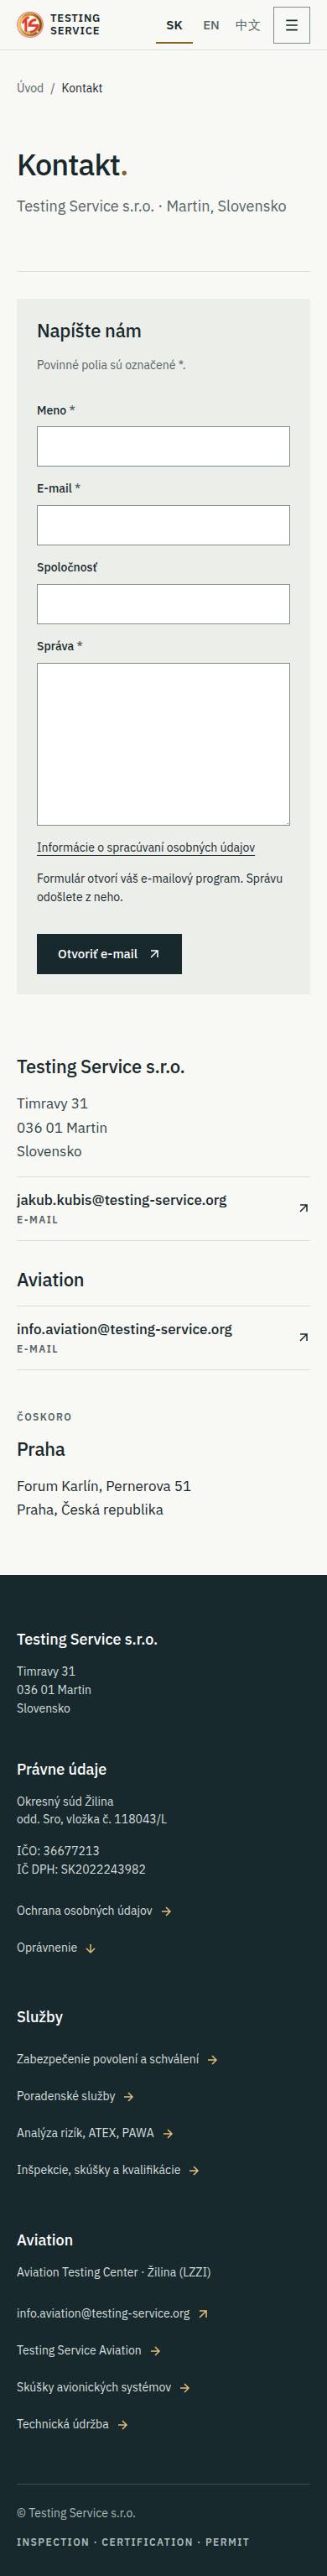 TESTING
SERVICE
SK EN 中文
Úvod / Kontakt
Kontakt.
Testing Service s.r.o. · Martin, Slovensko
Napíšte nám
Povinné polia sú označené *.
Meno *
E-mail *
Spoločnosť
Správa *
Informácie o spracúvaní osobných údajov
Formulár otvorí váš e-mailový program. Správu
odošlete z neho.
Otvoriť e-mail
Testing Service s.r.o.
Timravy 31
036 01 Martin
Slovensko
jakub.kubis@testing-service.org
E-MAIL
Aviation
info.aviation@testing-service.org
E-MAIL
ČOSKORO
Praha
Forum Karlín, Pernerova 51
Praha, Česká republika
Testing Service s.r.o.
Timravy 31
036 01 Martin
Slovensko
Právne údaje
Okresný súd Žilina
odd. Sro, vložka č. 118043/L
IČO: 36677213
IČ DPH: SK2022243982
Ochrana osobných údajov
Oprávnenie
Služby
Zabezpečenie povolení a schválení
Poradenské služby
Analýza rizík, ATEX, PAWA
Inšpekcie, skúšky a kvalifikácie
Aviation
Aviation Testing Center · Žilina (LZZI)
info.aviation@testing-service.org
Testing Service Aviation
Skúšky avionických systémov
Technická údržba
© Testing Service s.r.o.
INSPECTION · CERTIFICATION · PERMIT